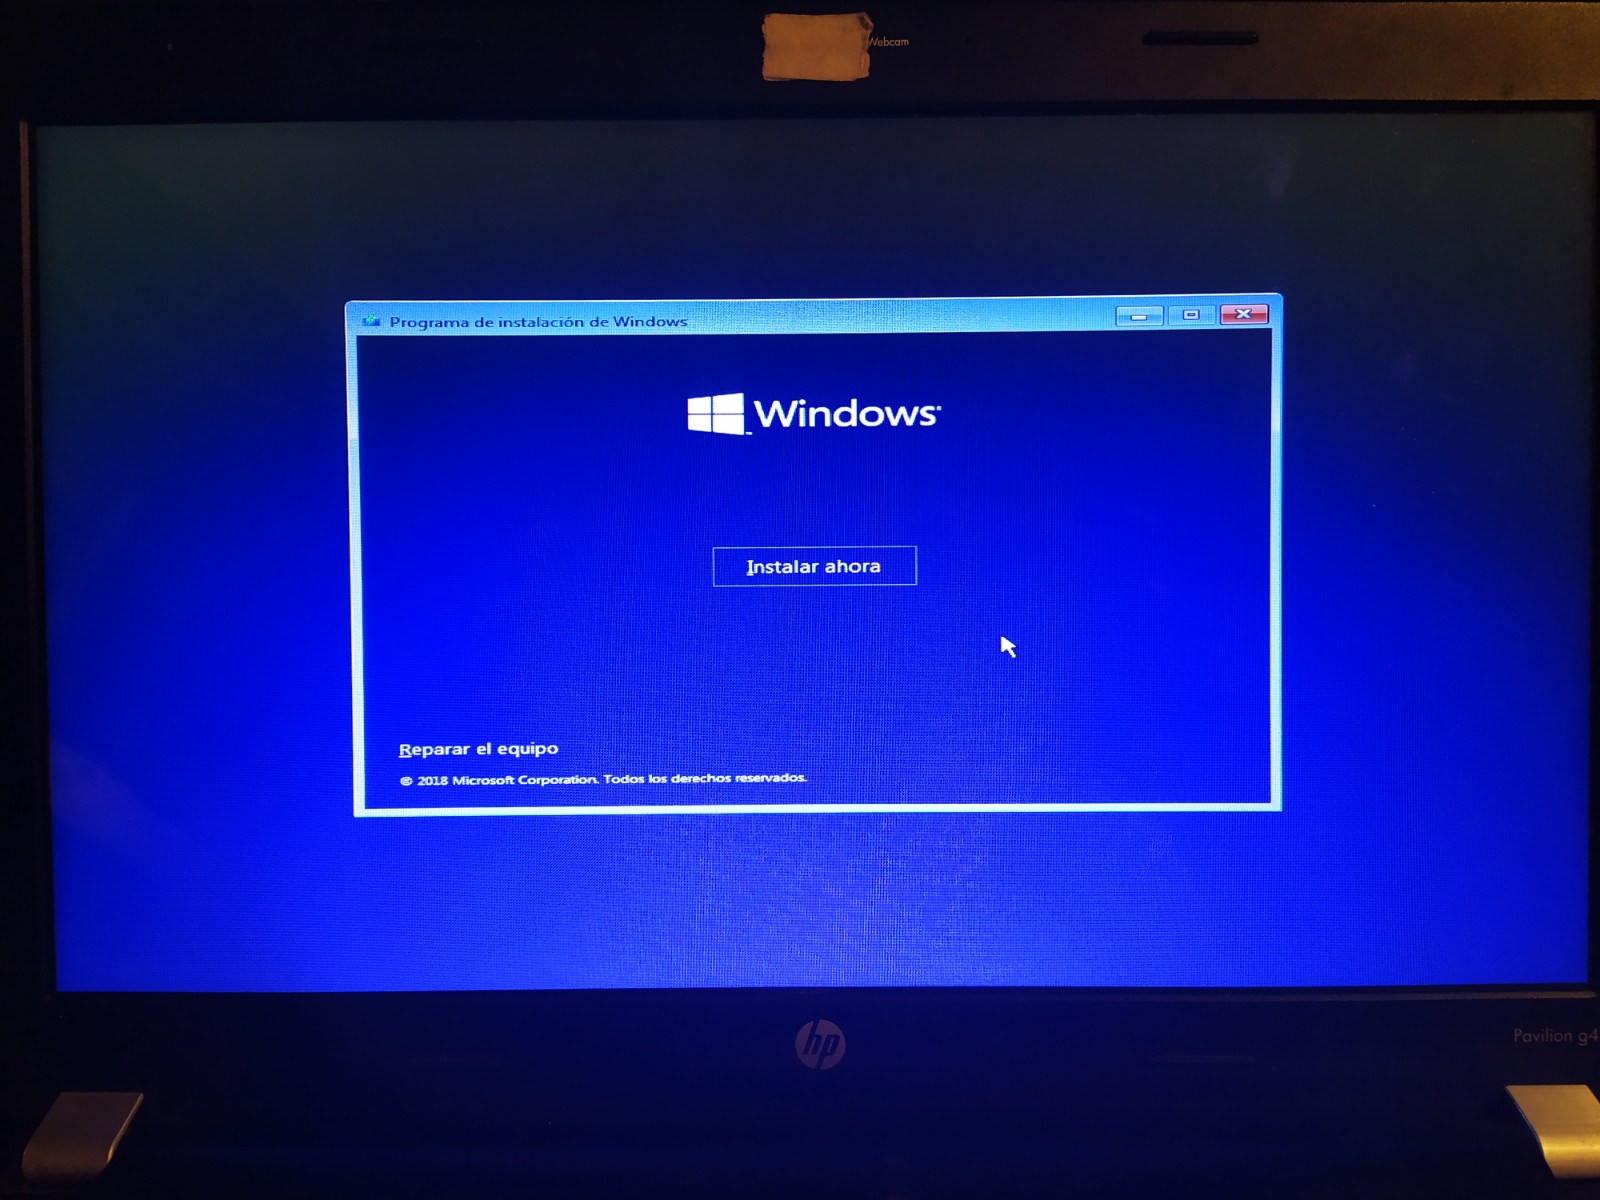 Webcam
Programa de instalación de Windows
Windows
Instalar ahora
Reparar el equipo
© 2018 Microsoft Corporation. Todos los derechos reservados.
hp
Pavilion g4